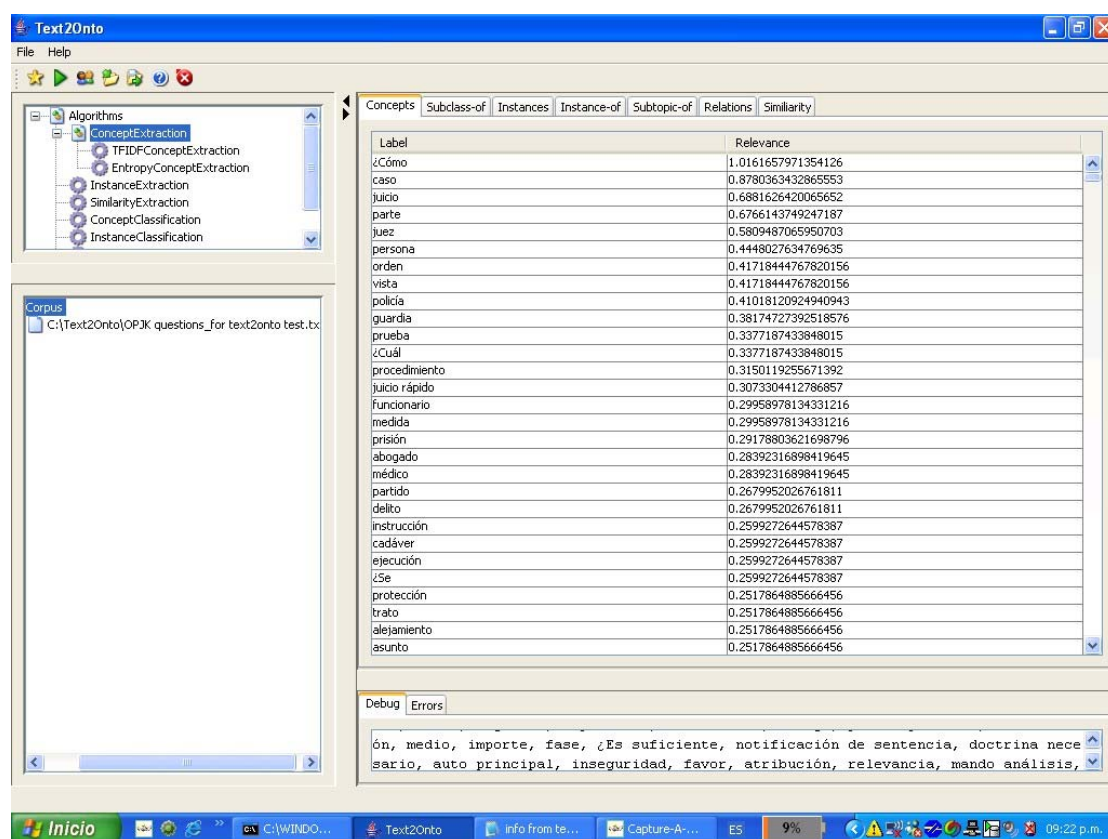 Text2Onto
File Help
Algorithms
ConceptExtraction
TFIDFConceptExtraction
EntropyConceptExtraction
InstanceExtraction
SimilarityExtraction
ConceptClassification
InstanceClassification
Corpus
C:\Text2Onto\OPJK questions_for text2onto test.tx
Concepts Subclass-of Instances Instance-of Subtopic-of Relations Similiarity
Label Relevance
¿Cómo 1.0161657971354126
caso 0.8780363432865553
juicio 0.6881626420065652
parte 0.6766143749247187
juez 0.5809487065950703
persona 0.4448027634769635
orden 0.41718444767820156
vista 0.41718444767820156
policía 0.41018120924940943
guardia 0.38174727392518576
prueba 0.3377187433848015
¿Cuál 0.3377187433848015
procedimiento 0.3150119255671392
juicio rápido 0.3073304412786857
funcionario 0.29958978134331216
medida 0.29958978134331216
prisión 0.29178803621698796
abogado 0.28392316898419645
médico 0.28392316898419645
partido 0.2679952026761811
delito 0.2679952026761811
instrucción 0.2599272644578387
cadáver 0.2599272644578387
ejecución 0.2599272644578387
¿Se 0.2599272644578387
protección 0.2517864885666456
trato 0.2517864885666456
alejamiento 0.2517864885666456
asunto 0.2517864885666456
Debug Errors
ón, medio, importe, fase, ¿Es suficiente, notificación de sentencia, doctrina nece
sario, auto principal, inseguridad, favor, atribución, relevancia, mando análisis,
Inicio C:\WINDO... Text2Onto info from te... Capture-A-... ES 9% 09:22 p.m.